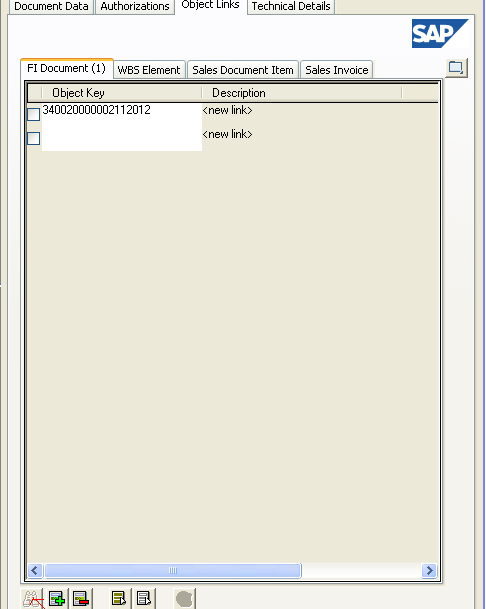 Document Data Authorizations Object Links Technical Details
SAP
FI Document (1) WBS Element Sales Document Item Sales Invoice
Object Key Description
340020000002112012 <new link>
<new link>